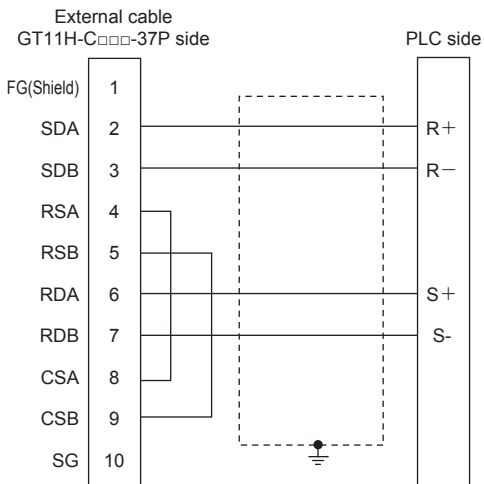 External cable
GT11H-C□□□-37P side
PLC side
FG(Shield) 1
SDA 2 R+
SDB 3 R−
RSA 4
RSB 5
RDA 6 S+
RDB 7 S-
CSA 8
CSB 9
SG 10